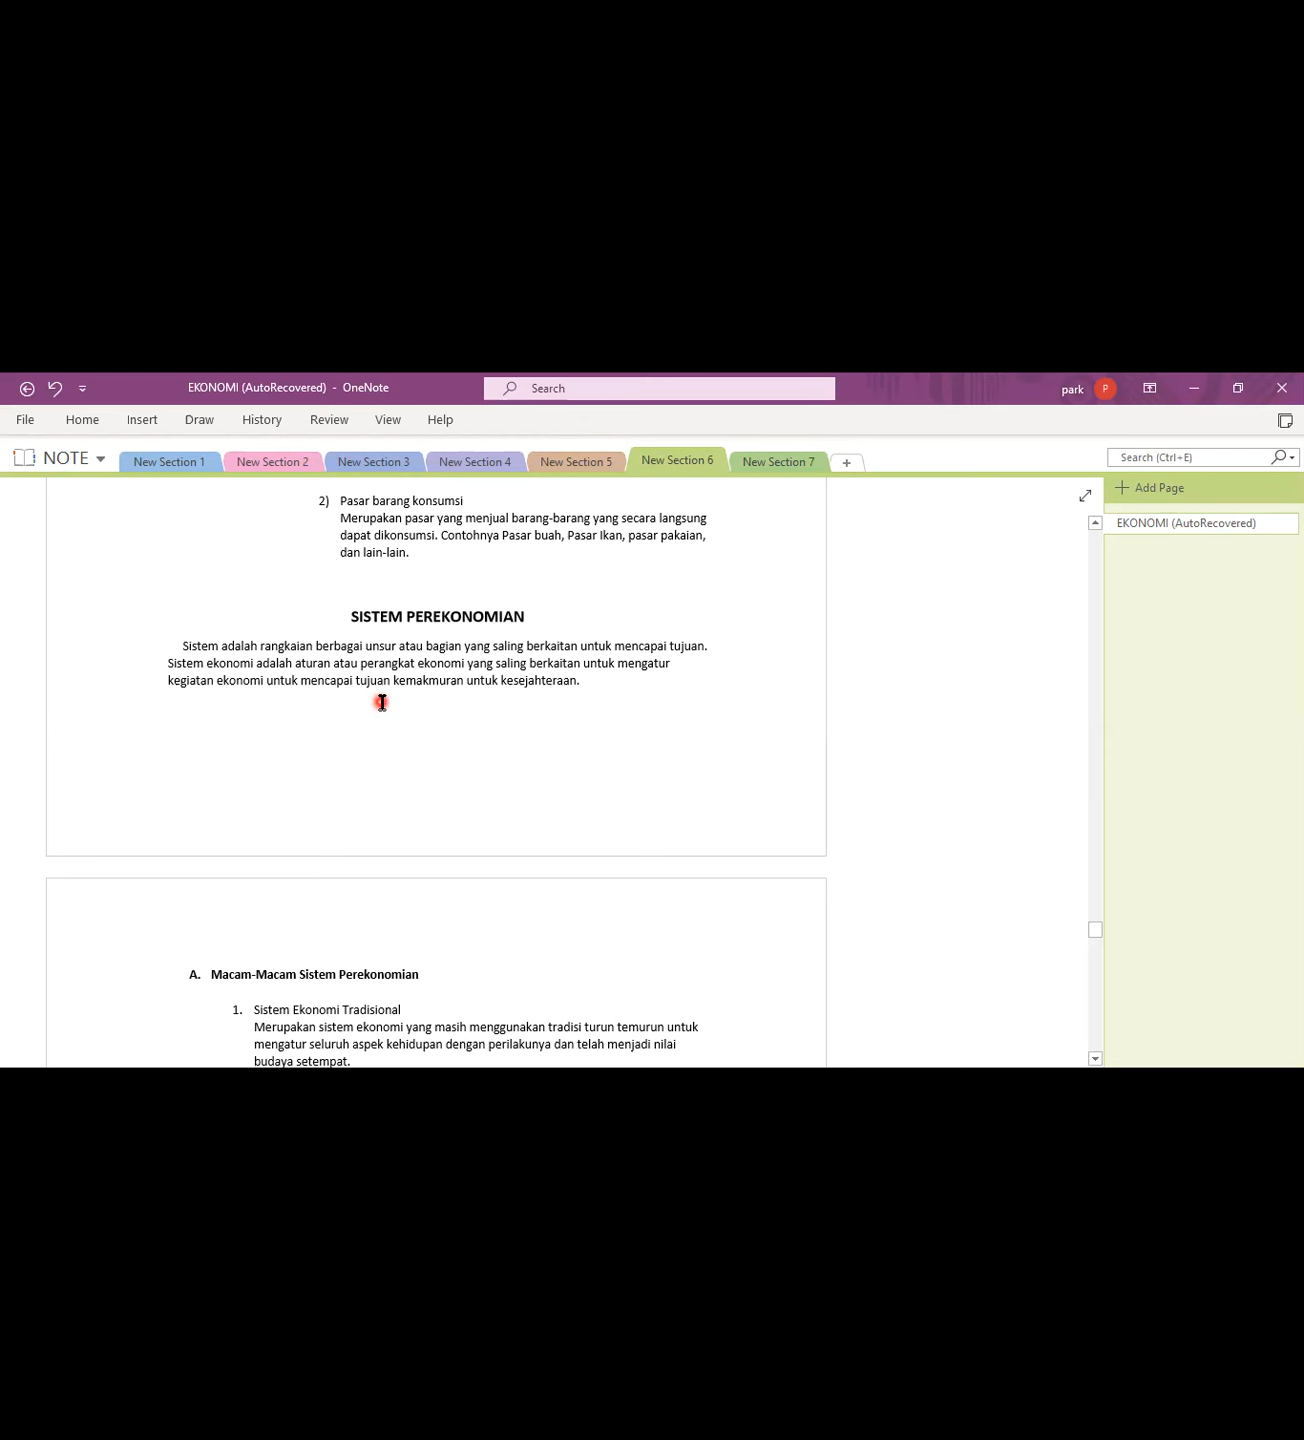 EKONOMI (AutoRecovered) - OneNote
Search
park
P
File Home Insert Draw History Review View Help
NOTE
New Section 1
New Section 2
New Section 3
New Section 4
New Section 5
New Section 6
New Section 7
+
Search (Ctrl+E)
Add Page
EKONOMI (AutoRecovered)
2) Pasar barang konsumsi
Merupakan pasar yang menjual barang-barang yang secara langsung
dapat dikonsumsi. Contohnya Pasar buah, Pasar Ikan, pasar pakaian,
dan lain-lain.
SISTEM PEREKONOMIAN
Sistem adalah rangkaian berbagai unsur atau bagian yang saling berkaitan untuk mencapai tujuan.
Sistem ekonomi adalah aturan atau perangkat ekonomi yang saling berkaitan untuk mengatur
kegiatan ekonomi untuk mencapai tujuan kemakmuran untuk kesejahteraan.
A. Macam-Macam Sistem Perekonomian
1. Sistem Ekonomi Tradisional
Merupakan sistem ekonomi yang masih menggunakan tradisi turun temurun untuk
mengatur seluruh aspek kehidupan dengan perilakunya dan telah menjadi nilai
budaya setempat.